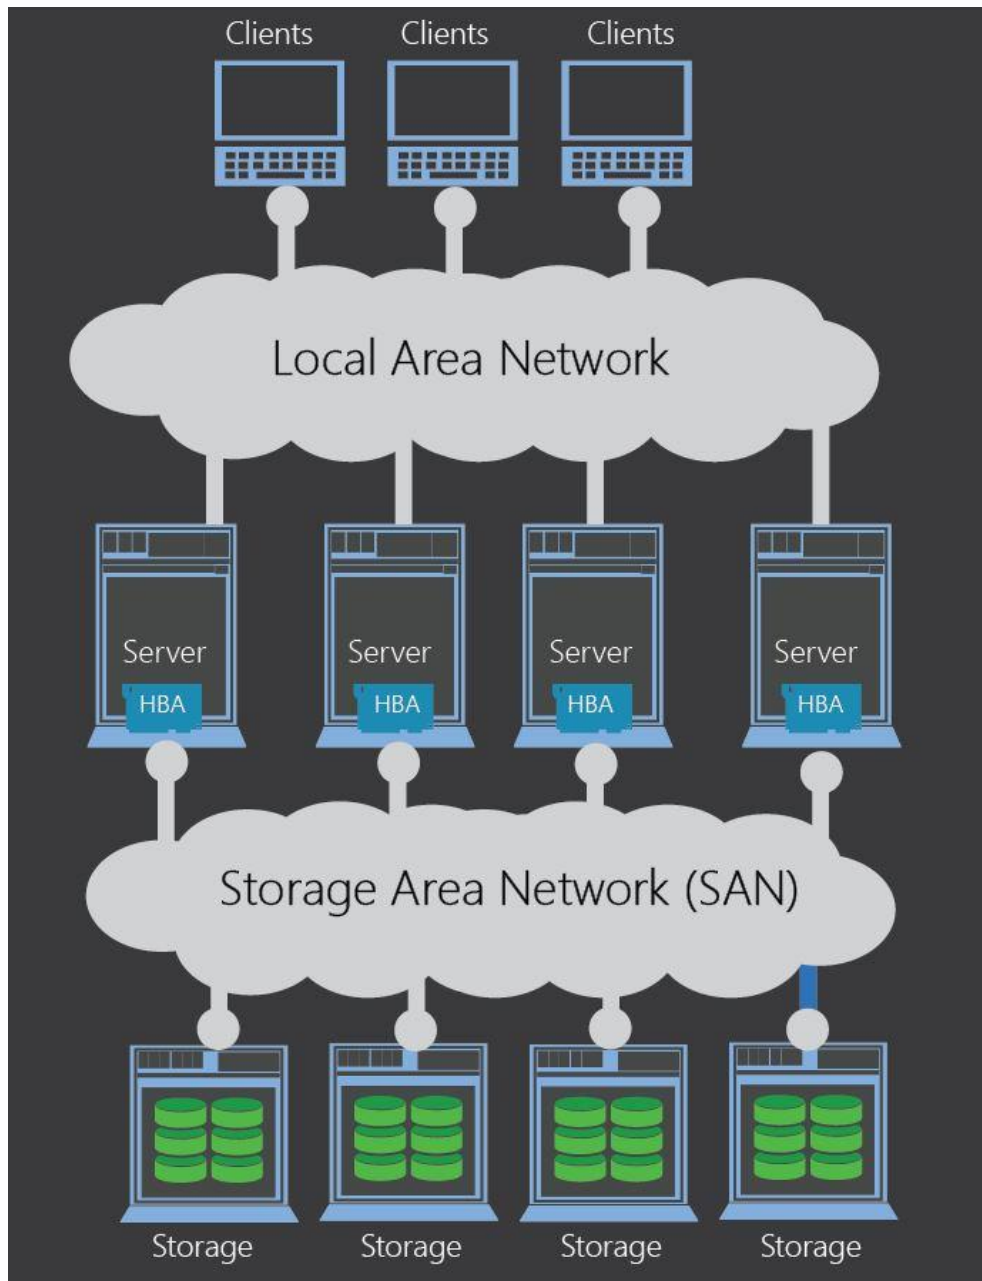 Clients Clients Clients
Local Area Network
Server Server Server Server
HBA HBA HBA HBA
Storage Area Network (SAN)
Storage Storage Storage Storage